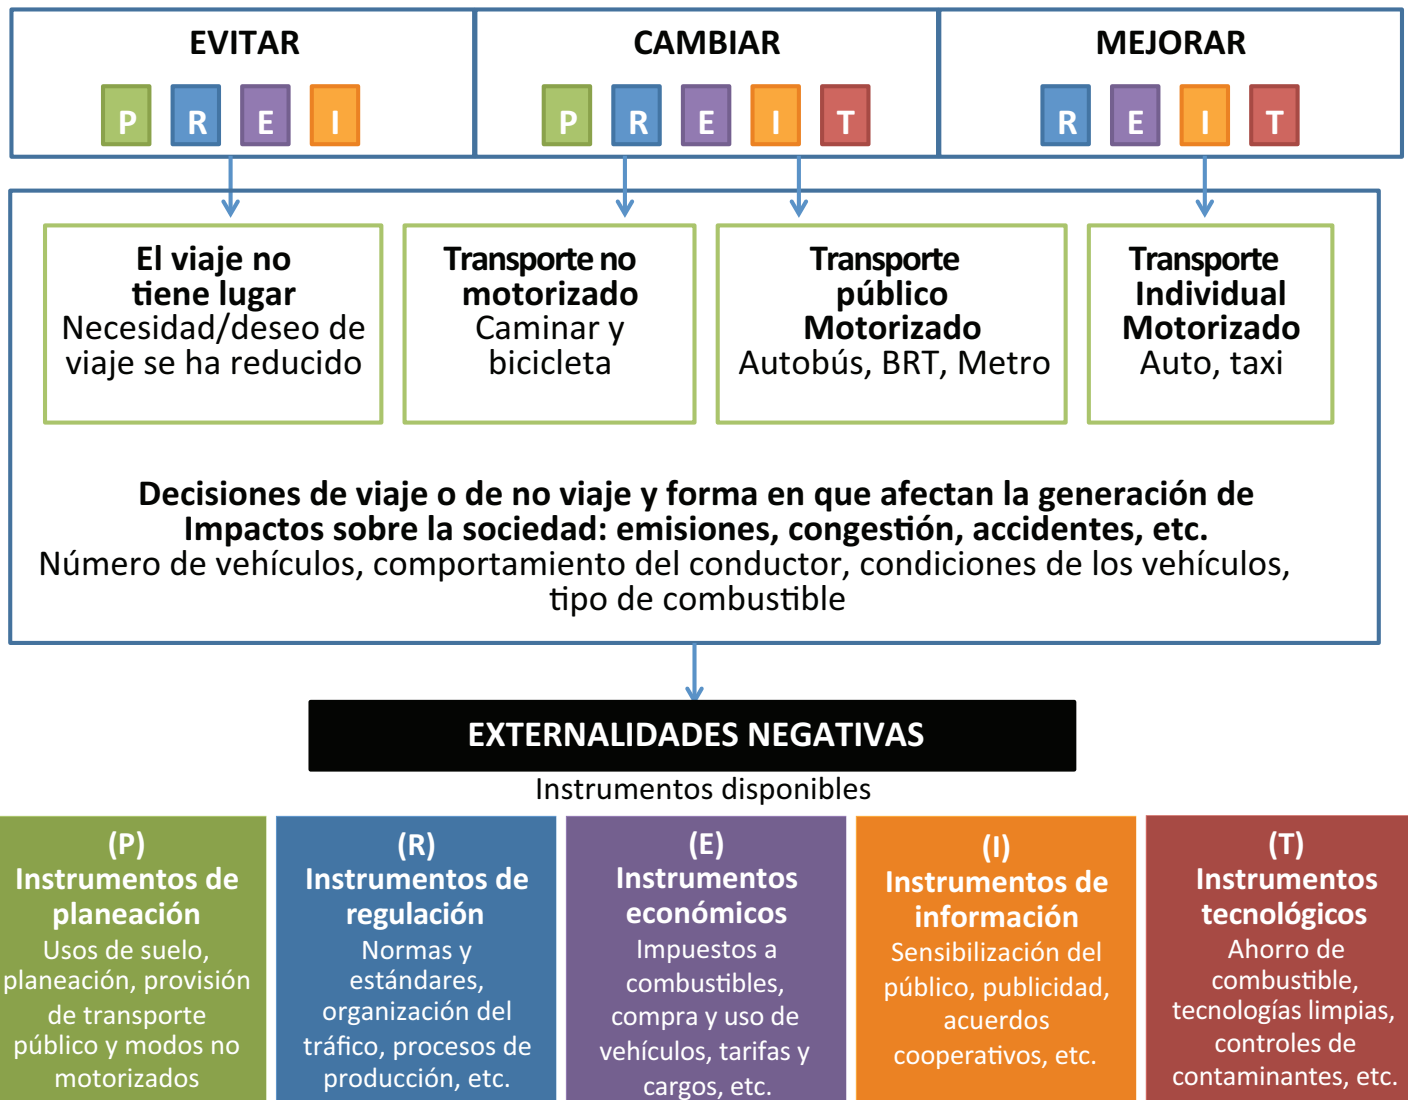 EVITAR
P R E I
CAMBIAR
P R E I T
MEJORAR
R E I T
El viaje no
tiene lugar
Necesidad/deseo de
viaje se ha reducido
Transporte no
motorizado
Caminar y
bicicleta
Transporte
público
Motorizado
Autobús, BRT, Metro
Transporte
Individual
Motorizado
Auto, taxi
Decisiones de viaje o de no viaje y forma en que afectan la generación de
Impactos sobre la sociedad: emisiones, congestión, accidentes, etc.
Número de vehículos, comportamiento del conductor, condiciones de los vehículos,
tipo de combustible
EXTERNALIDADES NEGATIVAS
Instrumentos disponibles
(P)
Instrumentos de
planeación
Usos de suelo,
planeación, provisión
de transporte
público y modos no
motorizados
(R)
Instrumentos de
regulación
Normas y
estándares,
organización del
tráfico, procesos de
producción, etc.
(E)
Instrumentos
económicos
Impuestos a
combustibles,
compra y uso de
vehículos, tarifas y
cargos, etc.
(I)
Instrumentos de
información
Sensibilización del
público, publicidad,
acuerdos
cooperativos, etc.
(T)
Instrumentos
tecnológicos
Ahorro de
combustible,
tecnologías limpias,
controles de
contaminantes, etc.